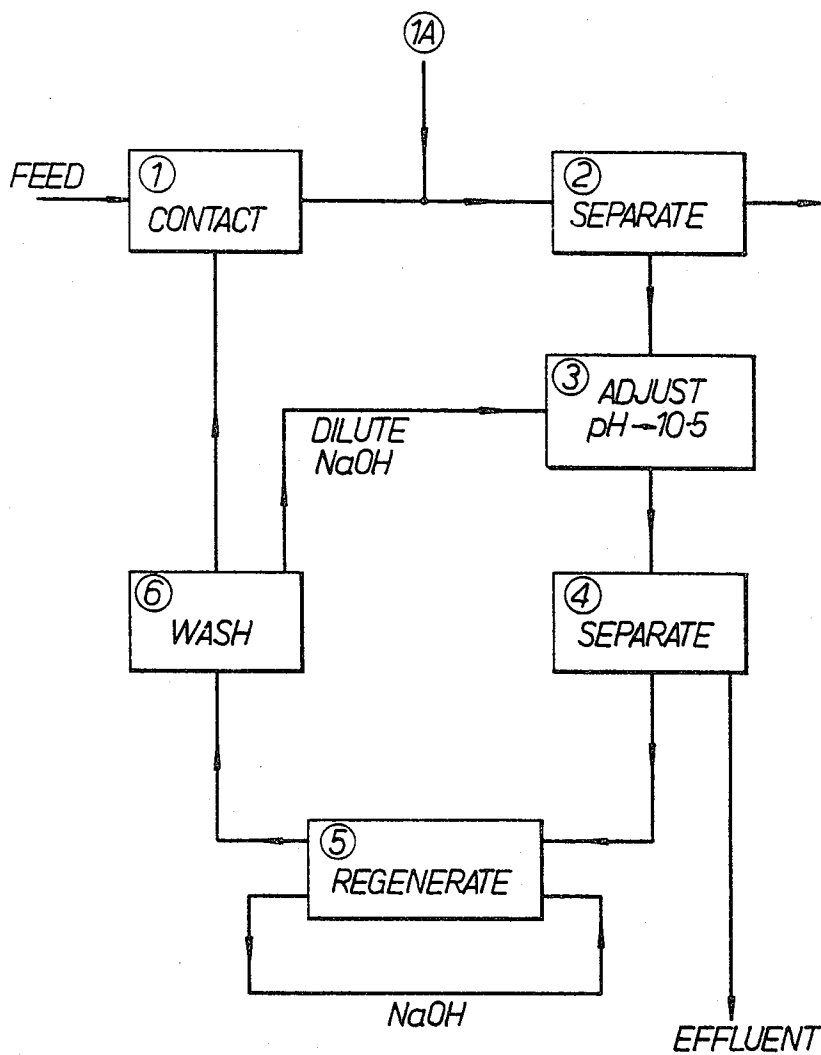 1A
FEED
1
CONTACT
2
SEPARATE
3
ADJUST
pH→10·5
DILUTE
NaOH
6
WASH
4
SEPARATE
5
REGENERATE
NaOH
EFFLUENT